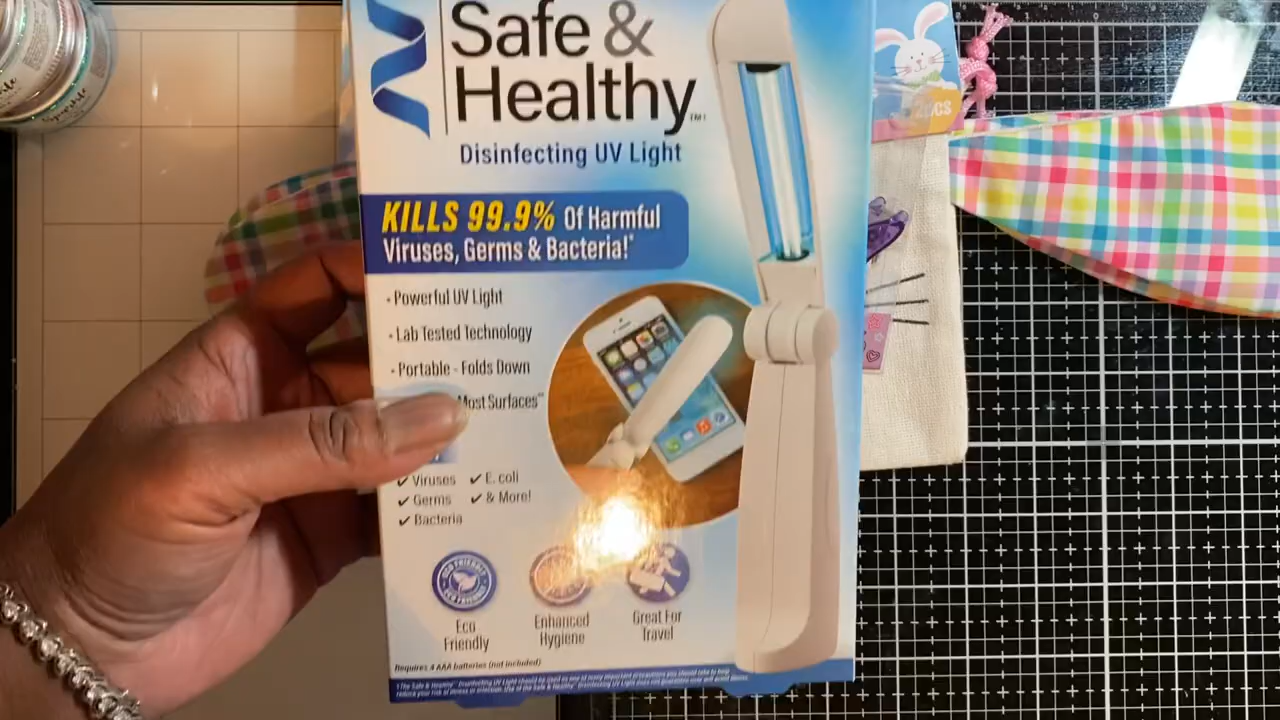 Safe &
Healthy™
Disinfecting UV Light
KILLS 99.9% Of Harmful
Viruses, Germs & Bacteria!*
• Powerful UV Light
• Lab Tested Technology
• Portable - Folds Down
Most Surfaces**
✓ Viruses ✓ E. coli
✓ Germs ✓ & More!
✓ Bacteria
Eco
Friendly
Enhanced
Hygiene
Great For
Travel
Requires 4 AAA batteries (not included)
2pcs